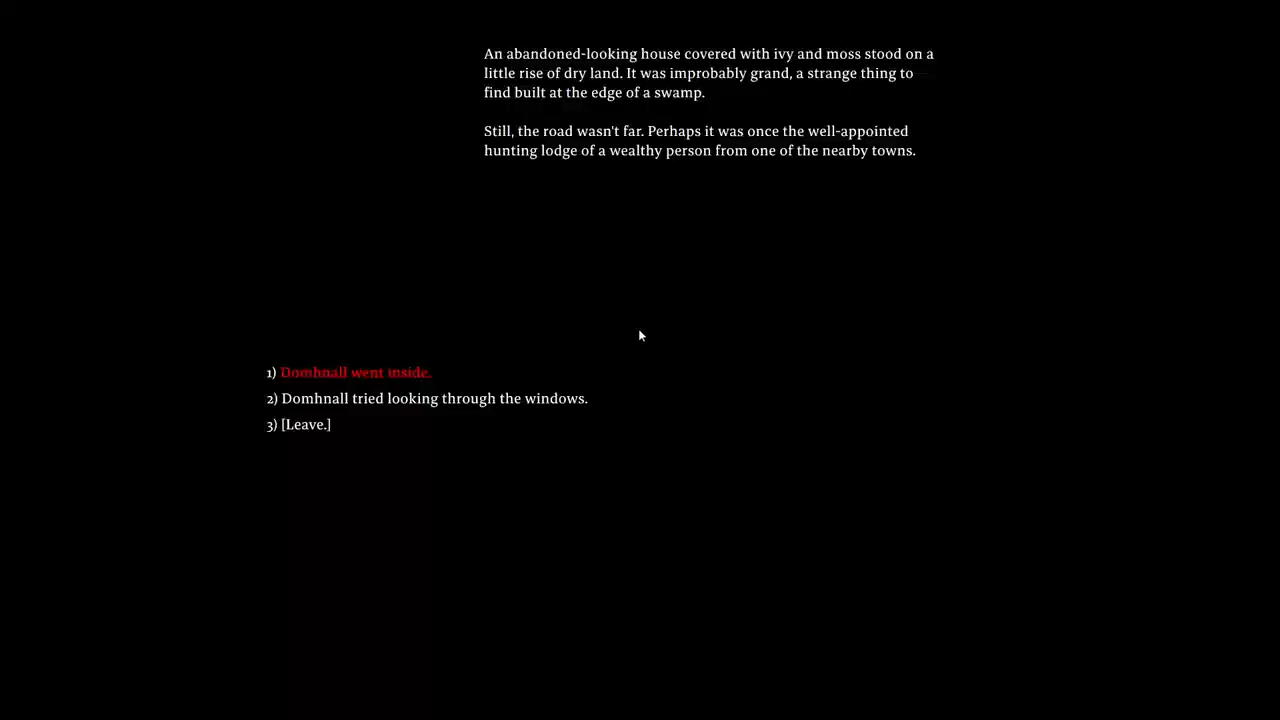 An abandoned-looking house covered with ivy and moss stood on a
little rise of dry land. It was improbably grand, a strange thing to
find built at the edge of a swamp.
Still, the road wasn't far. Perhaps it was once the well-appointed
hunting lodge of a wealthy person from one of the nearby towns.
1) Domhnall went inside.
2) Domhnall tried looking through the windows.
3) [Leave.]